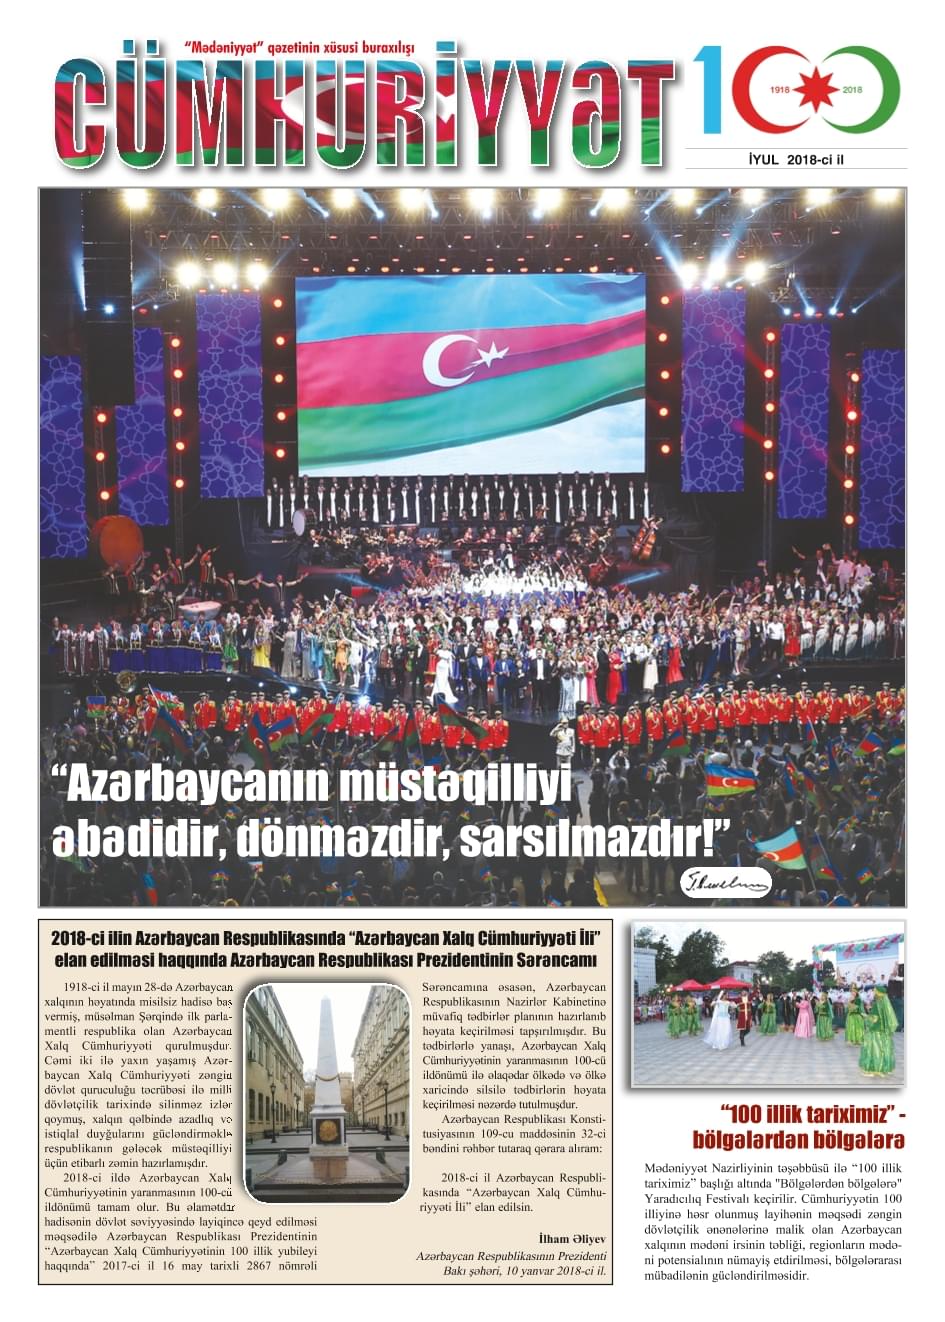 “Mədəniyyət” qəzetinin xüsusi buraxılışı
CÜMHURİYYƏT
100
1918 2018
İYUL 2018-ci il
“Azərbaycanın müstəqilliyi
əbədidir, dönməzdir, sarsılmazdır!”
2018-ci ilin Azərbaycan Respublikasında “Azərbaycan Xalq Cümhuriyyəti İli”
elan edilməsi haqqında Azərbaycan Respublikası Prezidentinin Sərəncamı
1918-ci il mayın 28-də Azərbaycan
xalqının həyatında misilsiz hadisə baş
vermiş, müsəlman Şərqində ilk parla-
mentli respublika olan Azərbaycan
Xalq Cümhuriyyəti qurulmuşdur.
Cəmi iki ilə yaxın yaşamış Azər-
baycan Xalq Cümhuriyyəti zəngin
dövlət quruculuğu təcrübəsi ilə milli
dövlətçilik tarixində silinməz izlər
qoymuş, xalqın qəlbində azadlıq və
istiqlal duyğularını gücləndirməklə
respublikanın gələcək müstəqilliyi
üçün etibarlı zəmin hazırlamışdır.
2018-ci ildə Azərbaycan Xalq
Cümhuriyyətinin yaranmasının 100-cü
ildönümü tamam olur. Bu əlamətdar
hadisənin dövlət səviyyəsində layiqincə qeyd edilməsi
məqsədilə Azərbaycan Respublikası Prezidentinin
“Azərbaycan Xalq Cümhuriyyətinin 100 illik yubileyi
haqqında” 2017-ci il 16 may tarixli 2867 nömrəli
Sərəncamına əsasən, Azərbaycan
Respublikasının Nazirlər Kabinetinə
müvafiq tədbirlər planının hazırlanıb
həyata keçirilməsi tapşırılmışdır. Bu
tədbirlərlə yanaşı, Azərbaycan Xalq
Cümhuriyyətinin yaranmasının 100-cü
ildönümü ilə əlaqədar ölkədə və ölkə
xaricində silsilə tədbirlərin həyata
keçirilməsi nəzərdə tutulmuşdur.
Azərbaycan Respublikası Konsti-
tusiyasının 109-cu maddəsinin 32-ci
bəndini rəhbər tutaraq qərara alıram:
2018-ci il Azərbaycan Respubli-
kasında “Azərbaycan Xalq Cümhu-
riyyəti İli” elan edilsin.
İlham Əliyev
Azərbaycan Respublikasının Prezidenti
Bakı şəhəri, 10 yanvar 2018-ci il.
“100 illik tariximiz” -
bölgələrdən bölgələrə
Mədəniyyət Nazirliyinin təşəbbüsü ilə “100 illik
tariximiz” başlığı altında "Bölgələrdən bölgələrə"
Yaradıcılıq Festivalı keçirilir. Cümhuriyyətin 100
illiyinə həsr olunmuş layihənin məqsədi zəngin
dövlətçilik ənənələrinə malik olan Azərbaycan
xalqının mədəni irsinin təbliği, regionların mədə-
ni potensialının nümayiş etdirilməsi, bölgələrarası
mübadilənin gücləndirilməsidir.